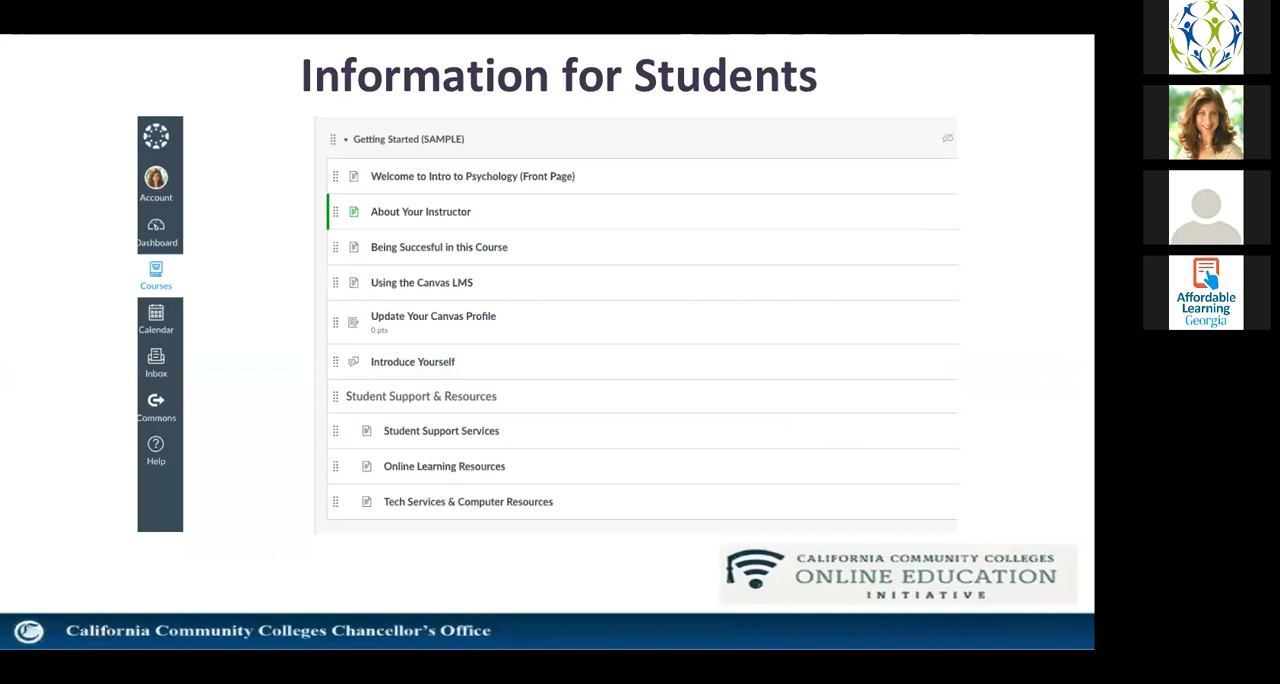 Information for Students
Account
Dashboard
Courses
Calendar
Inbox
Commons
Help
Getting Started (SAMPLE)
Welcome to Intro to Psychology (Front Page)
About Your Instructor
Being Succesful in this Course
Using the Canvas LMS
Update Your Canvas Profile
0 pts
Introduce Yourself
Student Support & Resources
Student Support Services
Online Learning Resources
Tech Services & Computer Resources
CALIFORNIA COMMUNITY COLLEGES
ONLINE EDUCATION
INITIATIVE
California Community Colleges Chancellor's Office
Affordable
Learning
Georgia